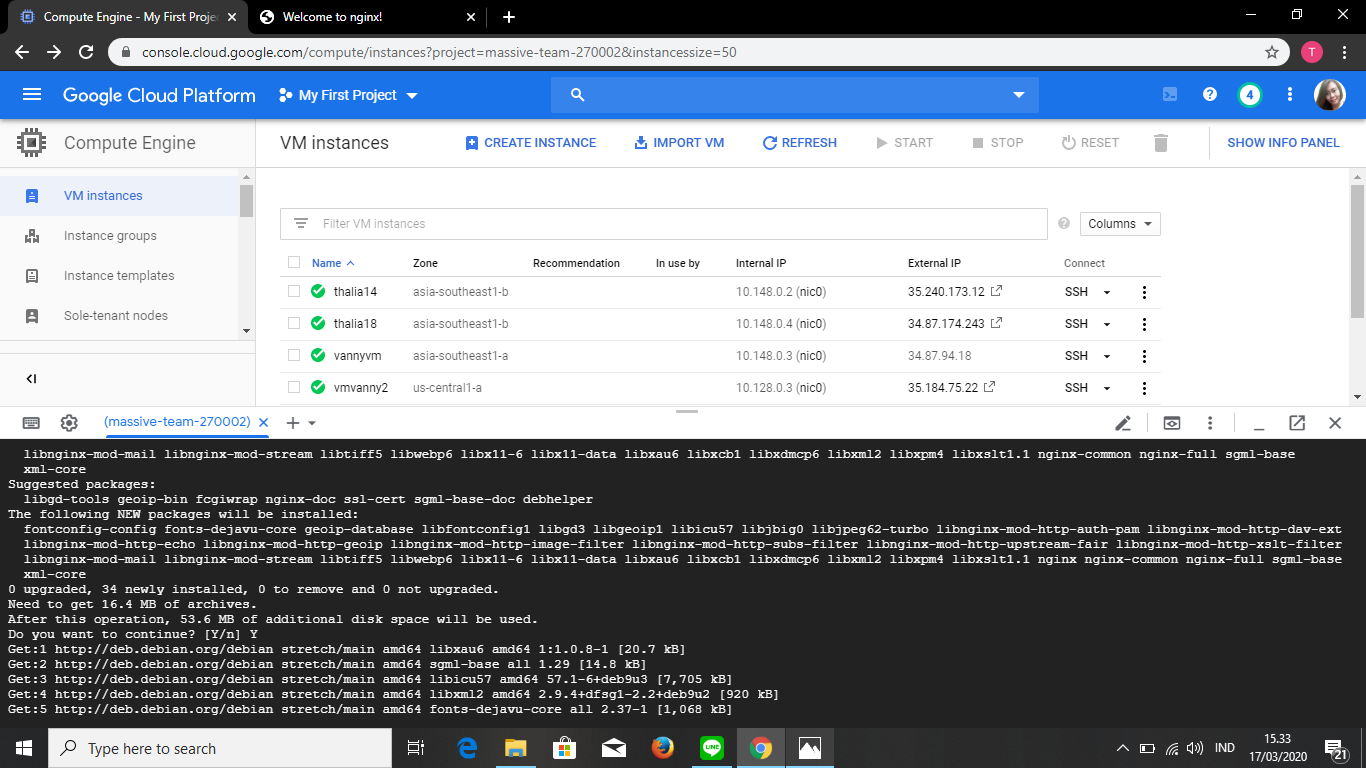 Compute Engine - My First Proje
Welcome to nginx!
console.cloud.google.com/compute/instances?project=massive-team-270002&instancessize=50
T
Google Cloud Platform
My First Project
4
Compute Engine
VM instances
CREATE INSTANCE
IMPORT VM
REFRESH
START
STOP
RESET
SHOW INFO PANEL
VM instances
Instance groups
Instance templates
Sole-tenant nodes
Filter VM instances
Columns
Name Zone Recommendation In use by Internal IP External IP Connect
thalia14 asia-southeast1-b 10.148.0.2 (nic0) 35.240.173.12 SSH
thalia18 asia-southeast1-b 10.148.0.4 (nic0) 34.87.174.243 SSH
vannyvm asia-southeast1-a 10.148.0.3 (nic0) 34.87.94.18 SSH
vmvanny2 us-central1-a 10.128.0.3 (nic0) 35.184.75.22 SSH
(massive-team-270002)
libnginx-mod-mail libnginx-mod-stream libtiff5 libwebp6 libx11-6 libx11-data libxau6 libxcb1 libxdmcp6 libxml2 libxpm4 libxslt1.1 nginx-common nginx-full sgml-base
xml-core
Suggested packages:
libgd-tools geoip-bin fcgiwrap nginx-doc ssl-cert sgml-base-doc debhelper
The following NEW packages will be installed:
fontconfig-config fonts-dejavu-core geoip-database libfontconfig1 libgd3 libgeoip1 libicu57 libjbig0 libjpeg62-turbo libnginx-mod-http-auth-pam libnginx-mod-http-dav-ext
libnginx-mod-http-echo libnginx-mod-http-geoip libnginx-mod-http-image-filter libnginx-mod-http-subs-filter libnginx-mod-http-upstream-fair libnginx-mod-http-xslt-filter
libnginx-mod-mail libnginx-mod-stream libtiff5 libwebp6 libx11-6 libx11-data libxau6 libxcb1 libxdmcp6 libxml2 libxpm4 libxslt1.1 nginx nginx-common nginx-full sgml-base
xml-core
0 upgraded, 34 newly installed, 0 to remove and 0 not upgraded.
Need to get 16.4 MB of archives.
After this operation, 53.6 MB of additional disk space will be used.
Do you want to continue? [Y/n] Y
Get:1 http://deb.debian.org/debian stretch/main amd64 libxau6 amd64 1:1.0.8-1 [20.7 kB]
Get:2 http://deb.debian.org/debian stretch/main amd64 sgml-base all 1.29 [14.8 kB]
Get:3 http://deb.debian.org/debian stretch/main amd64 libicu57 amd64 57.1-6+deb9u3 [7,705 kB]
Get:4 http://deb.debian.org/debian stretch/main amd64 libxml2 amd64 2.9.4+dfsg1-2.2+deb9u2 [920 kB]
Get:5 http://deb.debian.org/debian stretch/main amd64 fonts-dejavu-core all 2.37-1 [1,068 kB]
Type here to search
LINE
IND
15.33
17/03/2020
21